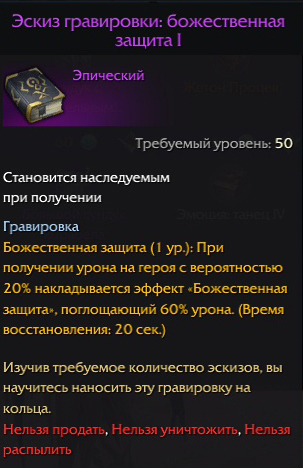 Эскиз гравировки: божественная
защита I
Эпический
Требуемый уровень: 50
Становится наследуемым
при получении
Гравировка
Божественная защита (1 ур.): При
получении урона на героя с вероятностью
20% накладывается эффект «Божественная
защита», поглощающий 60% урона. (Время
восстановления: 20 сек.)
Изучив требуемое количество эскизов, вы
научитесь наносить эту гравировку на
кольца.
Нельзя продать, Нельзя уничтожить, Нельзя
распылить